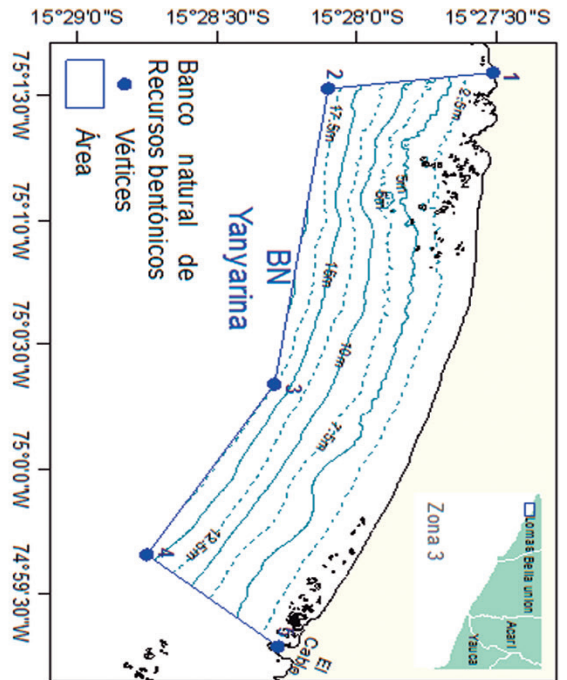 15°29'0"S
15°28'30"S
15°28'0"S
15°27'30"S
75°1'30"W
75°1'0"W
75°0'30"W
75°0'0"W
74°59'30"W
1
2
3
4
5
2.5m
5m
7.5m
10m
12.5m
15m
17.5m
BN
Yanyarina
El
Cable
Banco natural de
Recursos bentónicos
Vértices
Área
Zona 3
Lomas
Bella union
Acari
Yauca